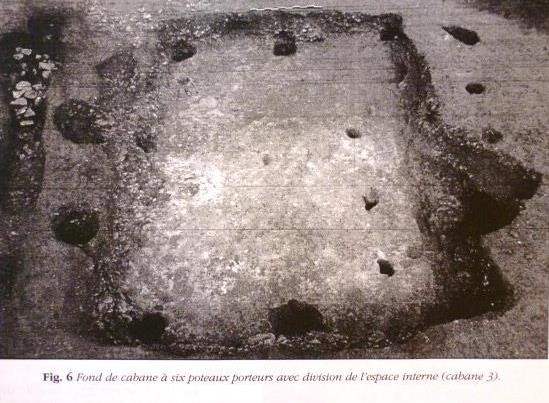 Fig. 6 Fond de cabane à six poteaux porteurs avec division de l'espace interne (cabane 3).